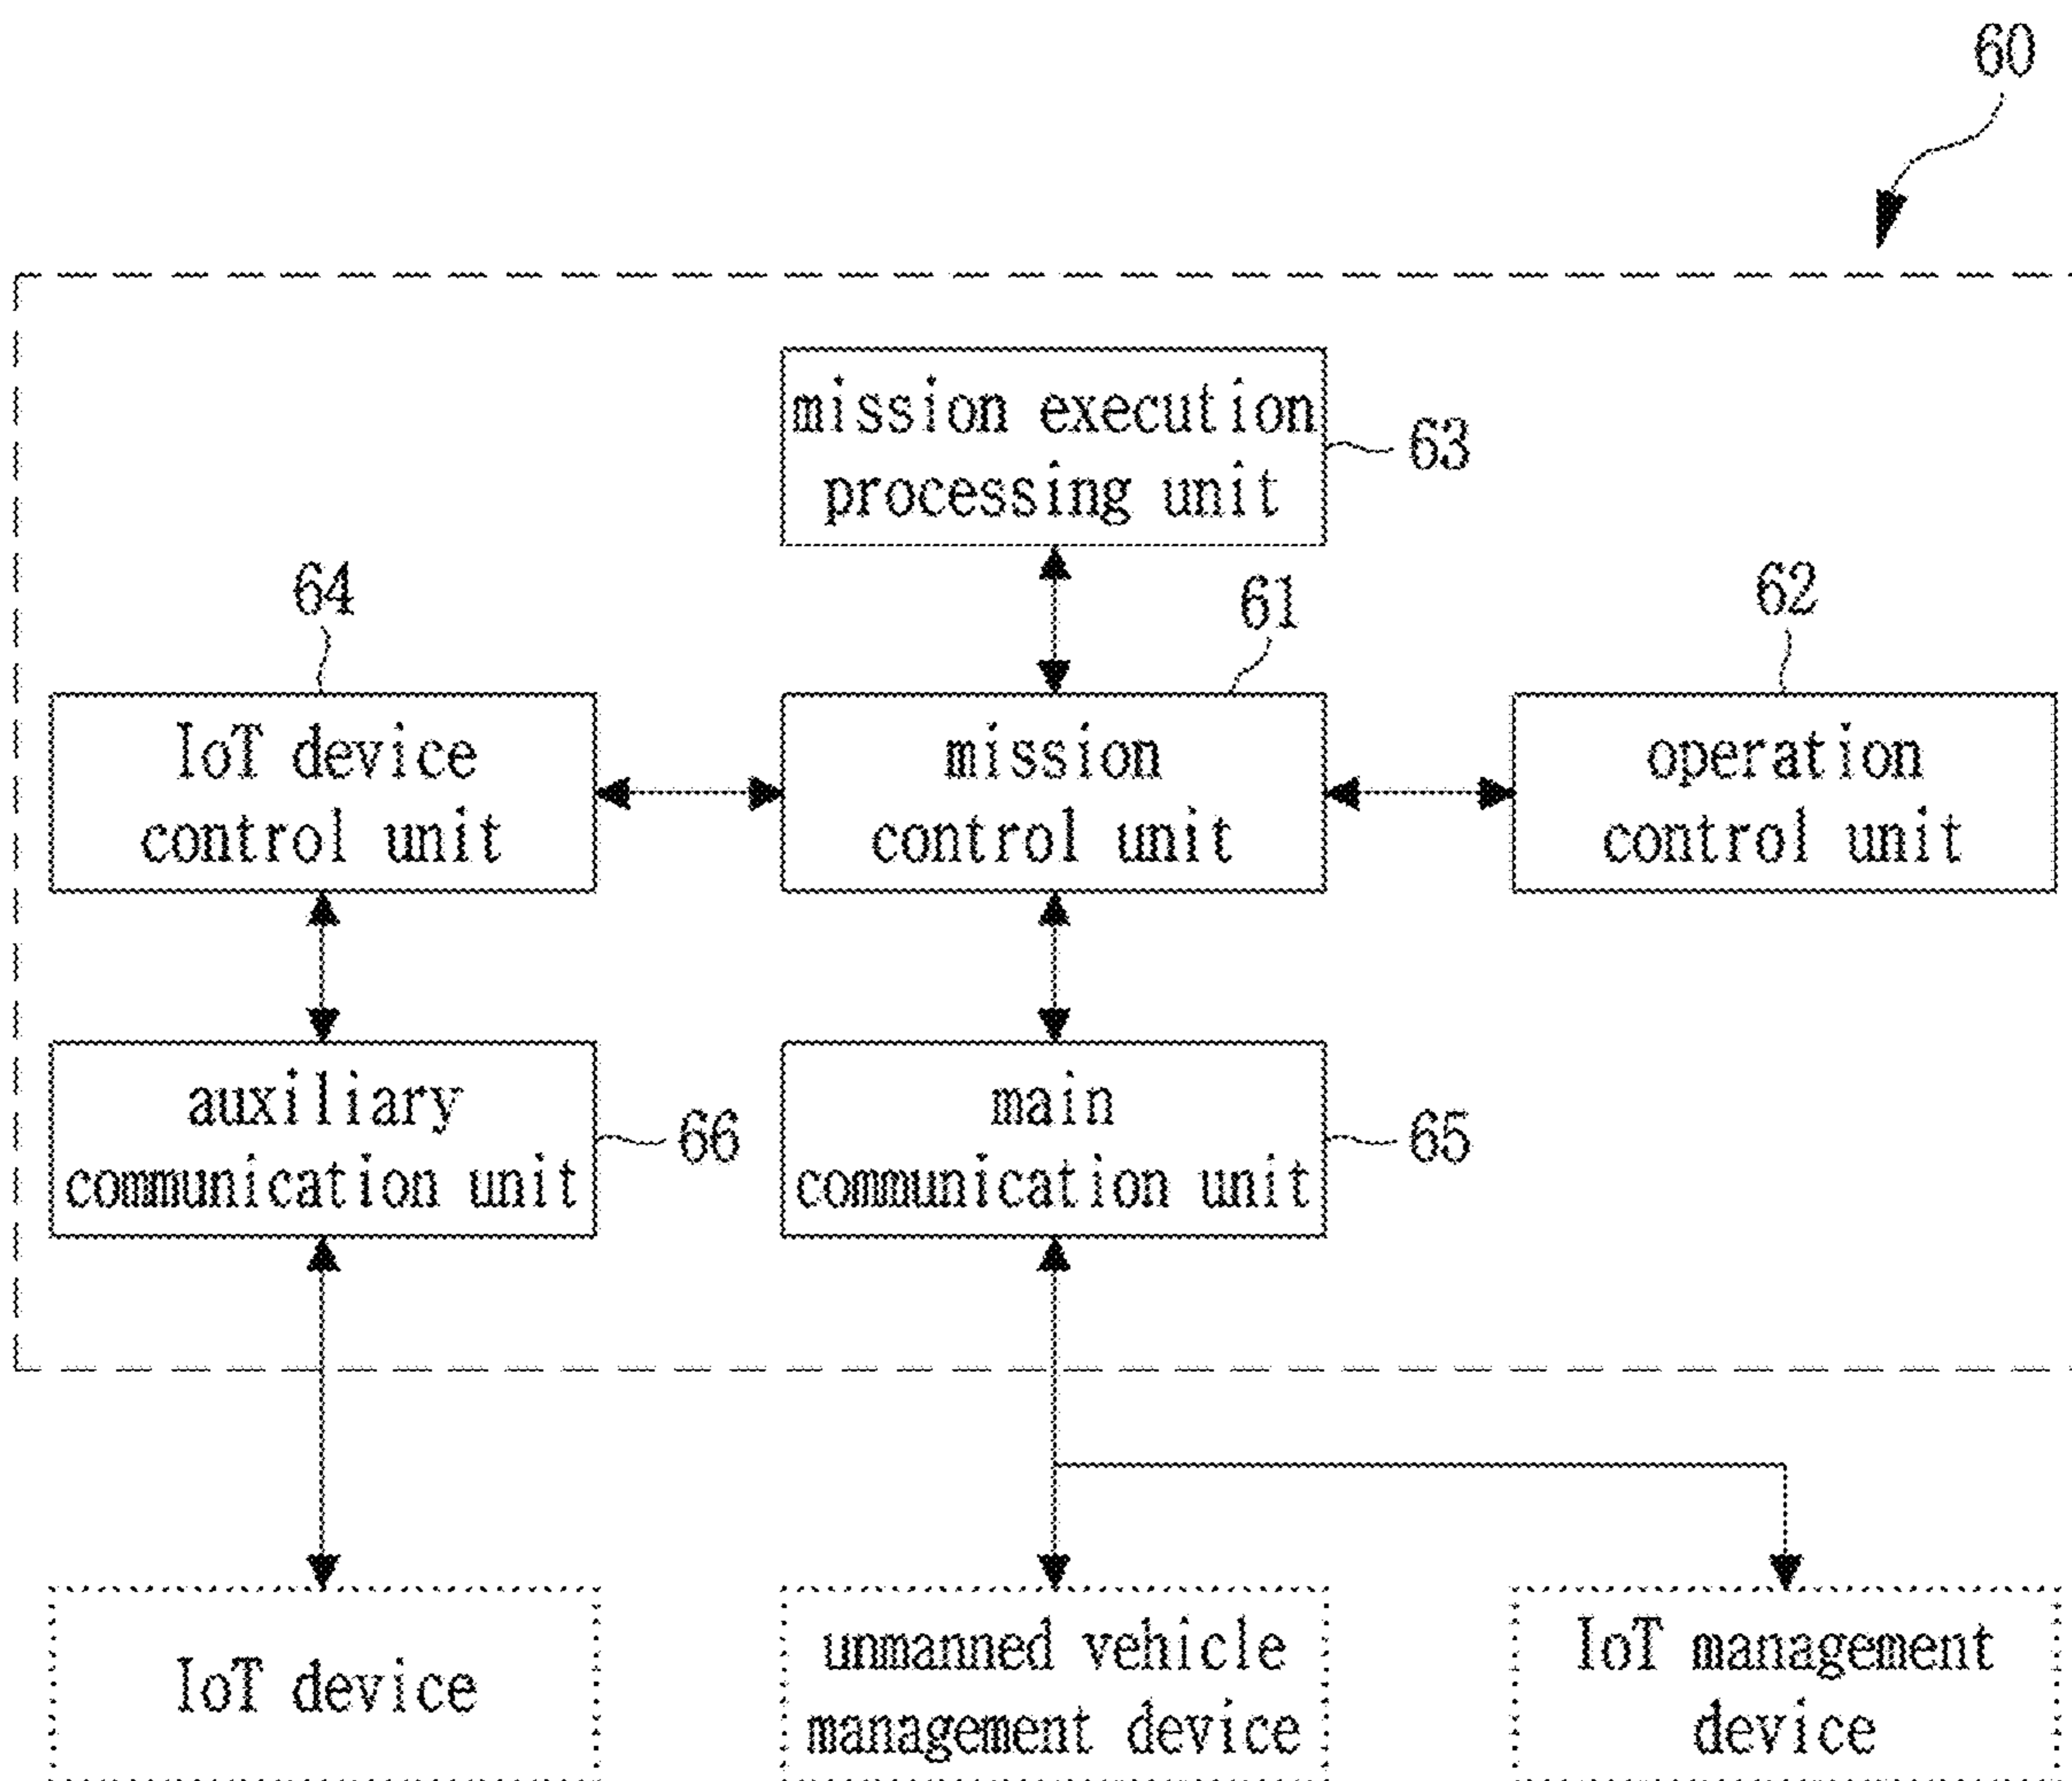 60
mission execution
processing unit
63
64
61
62
IoT device
control unit
mission
control unit
operation
control unit
auxiliary
communication unit
66
main
communication unit
65
IoT device
unmanned vehicle
management device
IoT management
device